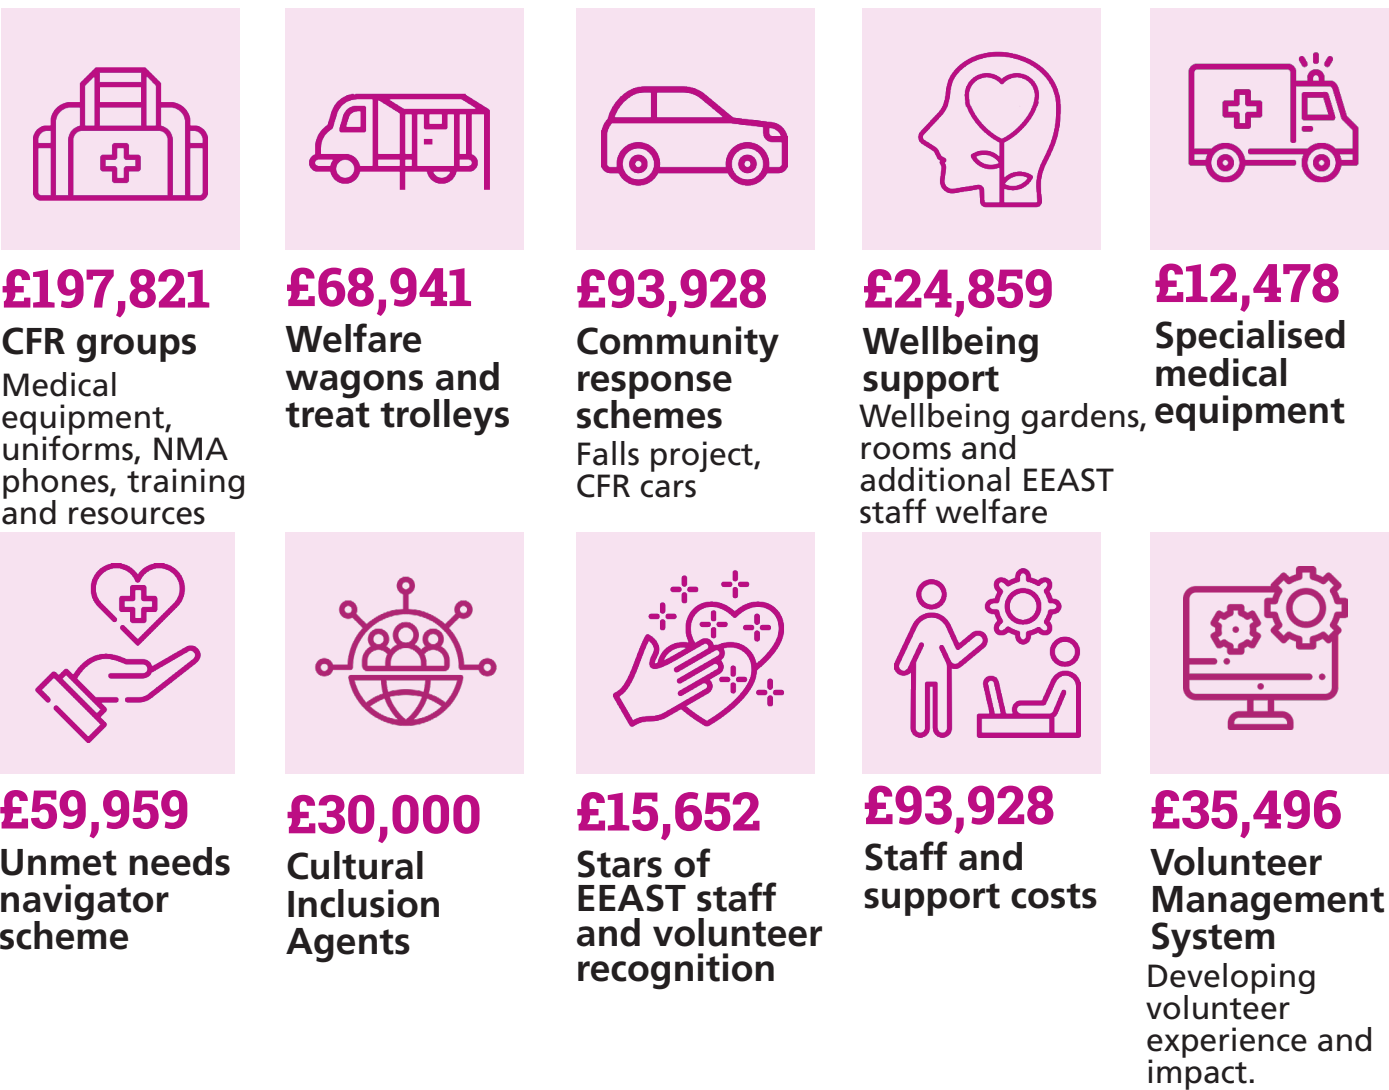 £197,821
CFR groups
Medical
equipment,
uniforms, NMA
phones, training
and resources
£68,941
Welfare
wagons and
treat trolleys
£93,928
Community
response
schemes
Falls project,
CFR cars
£24,859
Wellbeing
support
Wellbeing gardens,
rooms and
additional EEAST
staff welfare
£12,478
Specialised
medical
equipment
£59,959
Unmet needs
navigator
scheme
£30,000
Cultural
Inclusion
Agents
£15,652
Stars of
EEAST staff
and volunteer
recognition
£93,928
Staff and
support costs
£35,496
Volunteer
Management
System
Developing
volunteer
experience and
impact.